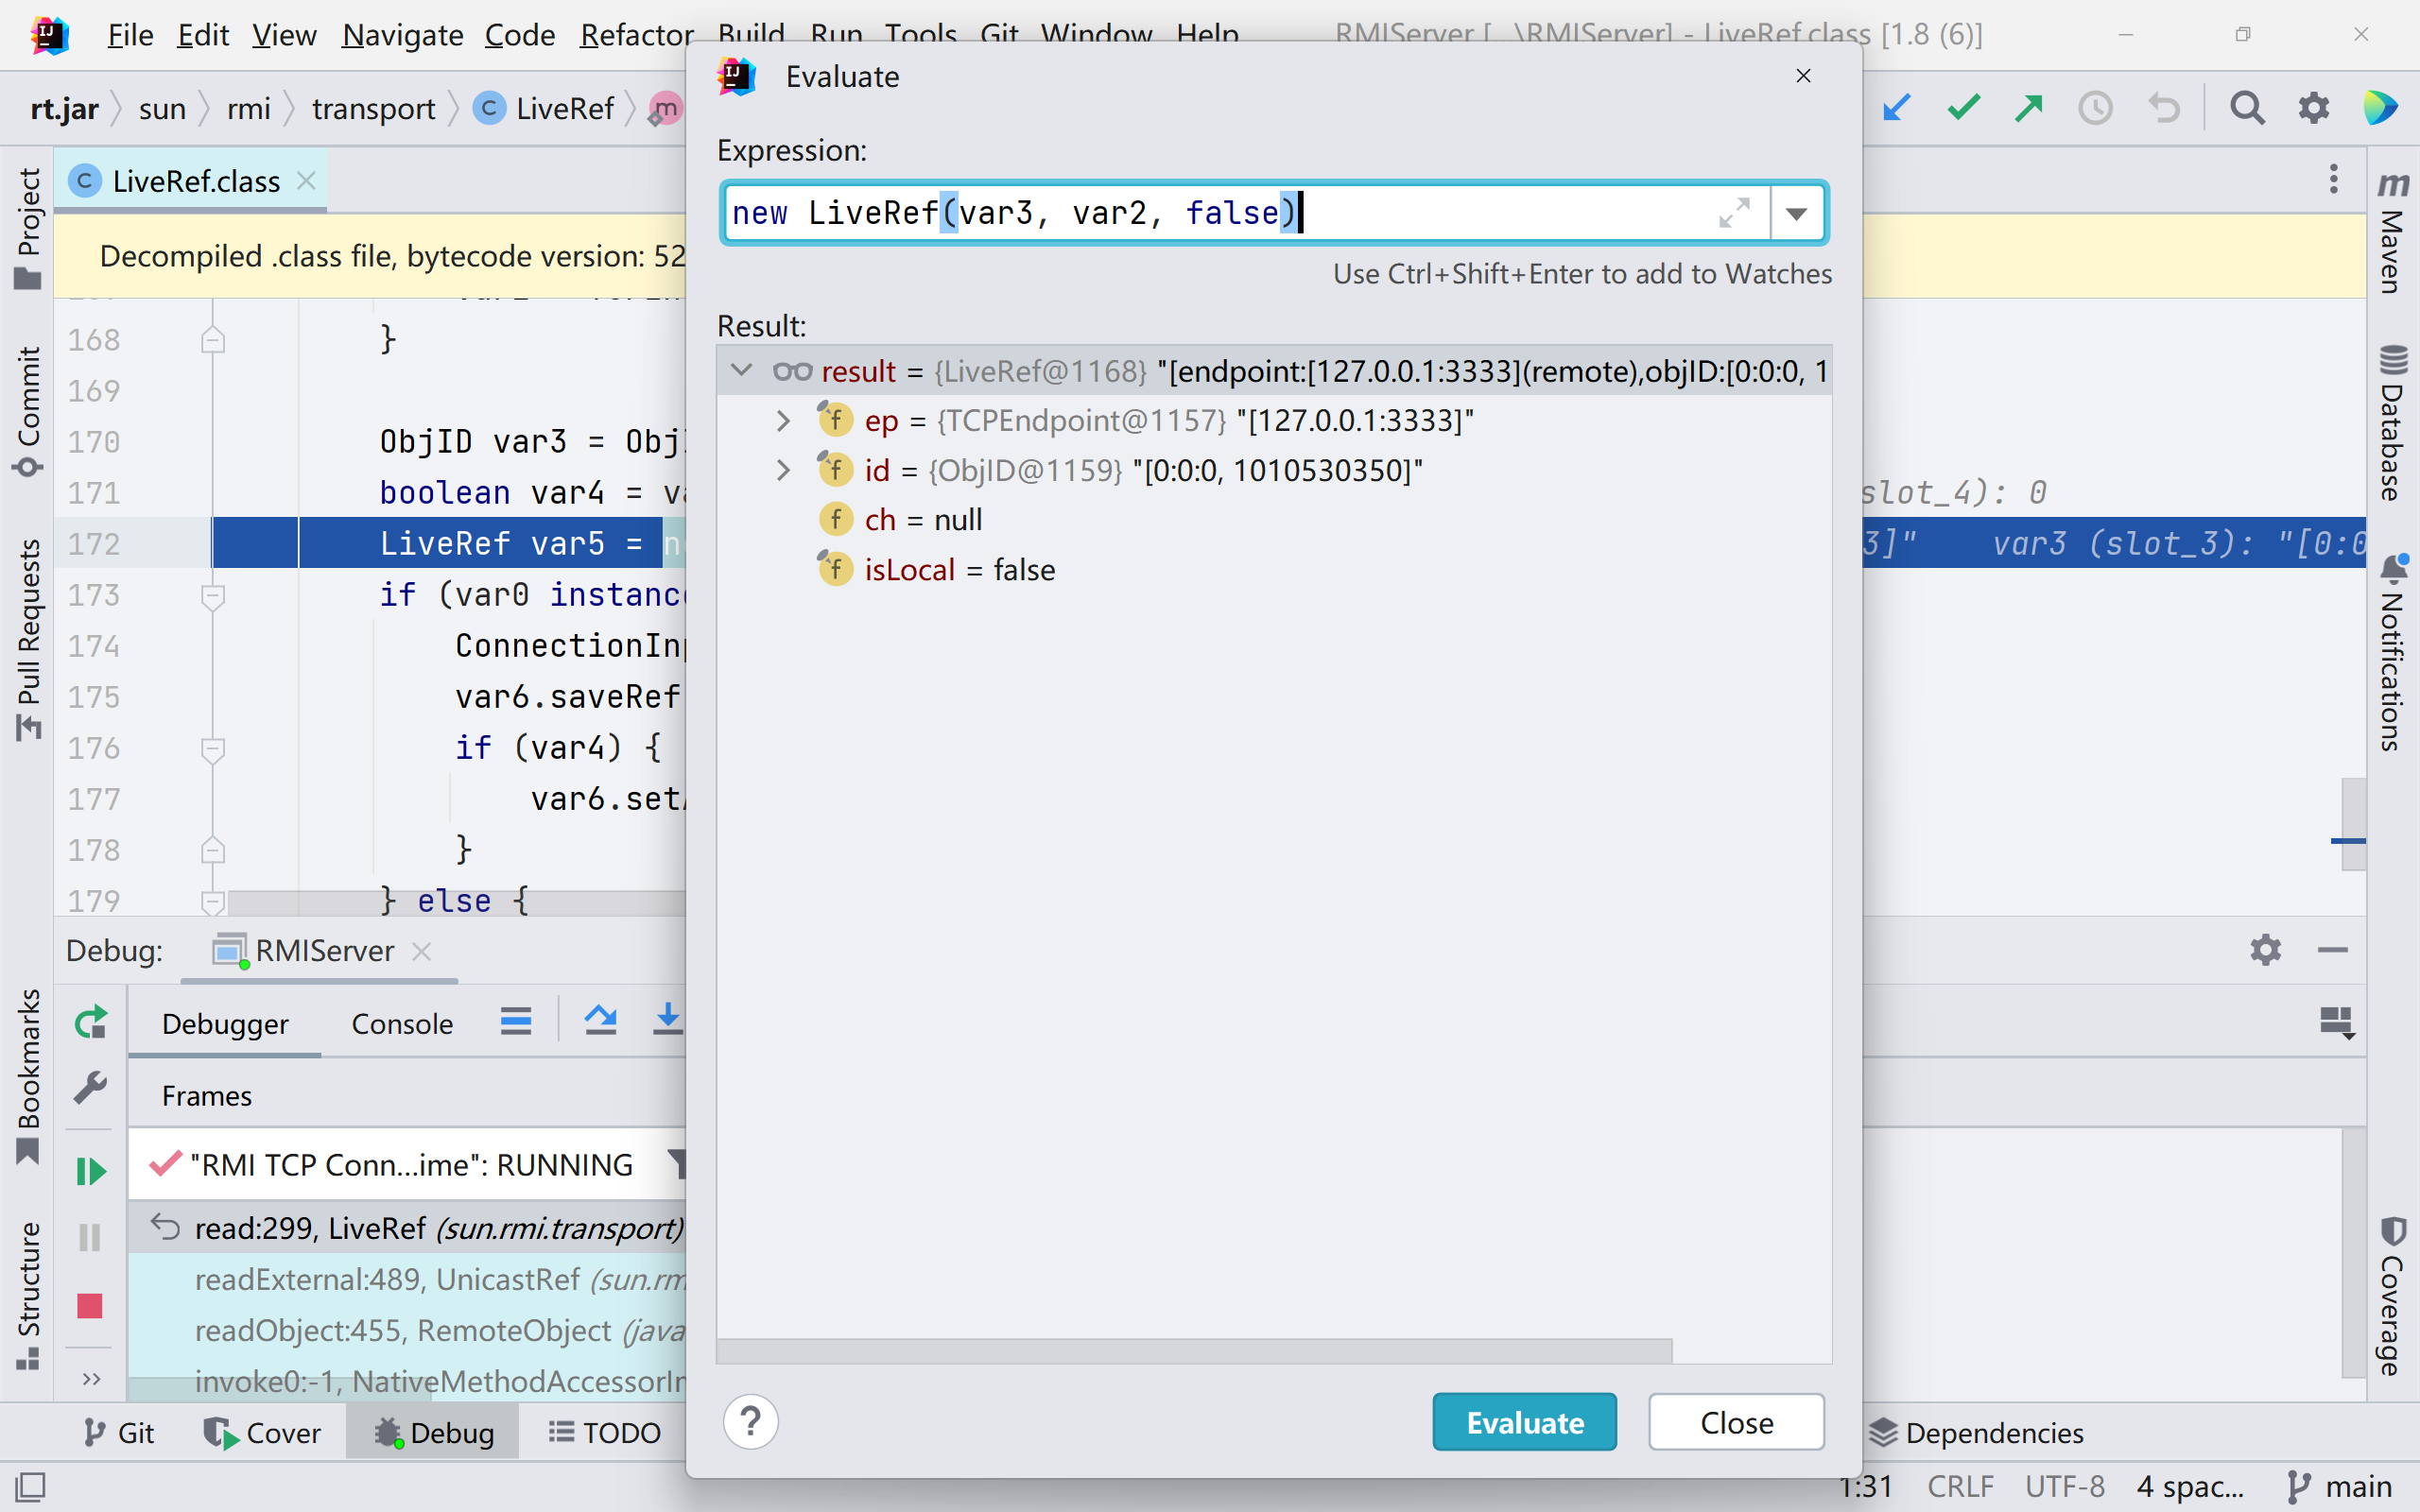 File Edit View Navigate Code Refactor Build Run Tools Git Window Help RMIServer [...\RMIServer] - LiveRef.class [1.8 (6)]
rt.jar sun rmi transport LiveRef
Evaluate
Expression:
new LiveRef(var3, var2, false)
Use Ctrl+Shift+Enter to add to Watches
Result:
result = {LiveRef@1168} "[endpoint:[127.0.0.1:3333](remote),objID:[0:0:0, 1
ep = {TCPEndpoint@1157} "[127.0.0.1:3333]"
id = {ObjID@1159} "[0:0:0, 1010530350]"
ch = null
isLocal = false
Evaluate Close
Project
Commit
Pull Requests
Bookmarks
Structure
LiveRef.class
Decompiled .class file, bytecode version: 52
168 }
169
170 ObjID var3 = Obj
171 boolean var4 = va slot_4): 0
172 LiveRef var5 = n 3]" var3 (slot_3): "[0:0
173 if (var0 instanc
174 ConnectionIn
175 var6.saveRef
176 if (var4) {
177 var6.set
178 }
179 } else {
Debug: RMIServer
Debugger Console
Frames
"RMI TCP Conn...ime": RUNNING
read:299, LiveRef (sun.rmi.transport)
readExternal:489, UnicastRef (sun.rm
readObject:455, RemoteObject (java
invoke0:-1, NativeMethodAccessorIm
Git Cover Debug TODO Dependencies
1:31 CRLF UTF-8 4 spac... main
m Maven
Database
Notifications
Coverage